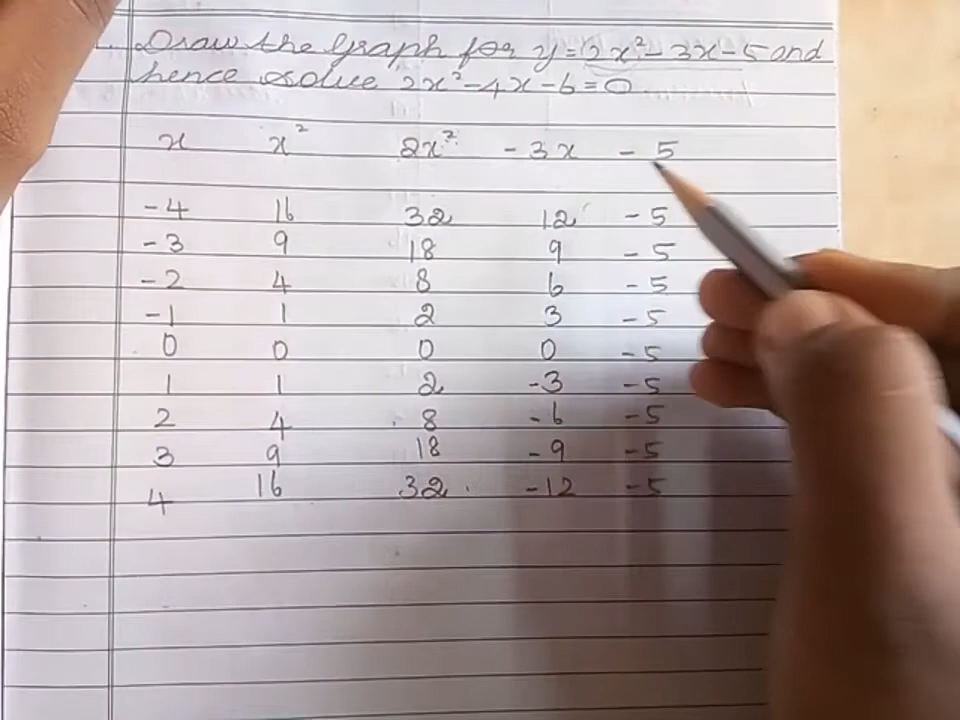 Draw the graph for y=2x²-3x-5 and
hence solve 2x²-4x-6=0
x x² 2x² -3x -5
-4 16 32 12 -5
-3 9 18 9 -5
-2 4 8 6 -5
-1 1 2 3 -5
0 0 0 0 -5
1 1 2 -3 -5
2 4 8 -6 -5
3 9 18 -9 -5
4 16 32 -12 -5